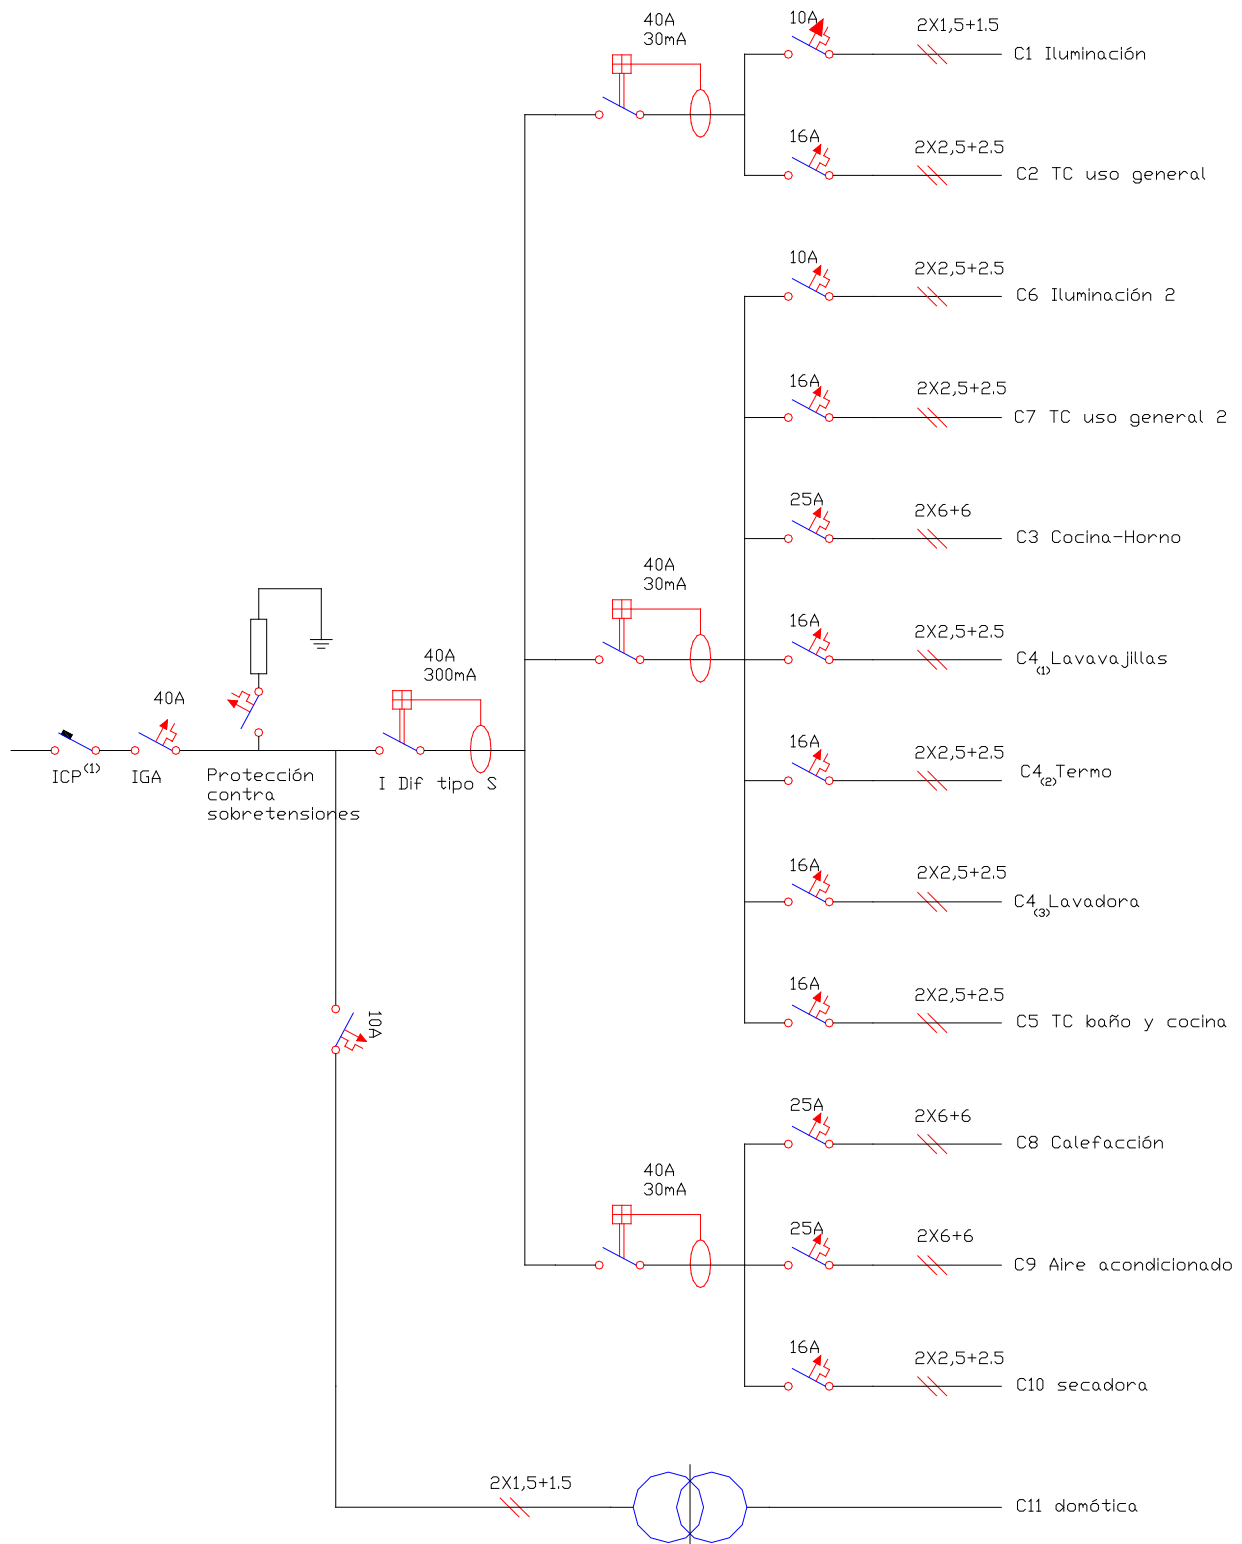 40A
30mA
10A
2X1,5+1.5
C1 Iluminación
16A
2X2,5+2.5
C2 TC uso general
10A
2X2,5+2.5
C6 Iluminación 2
16A
2X2,5+2.5
C7 TC uso general 2
25A
2X6+6
C3 Cocina-Horno
40A
30mA
16A
2X2,5+2.5
C4(1)Lavavajillas
40A
300mA
40A
ICP(1)
IGA
Protección
contra
sobretensiones
I Dif tipo S
16A
2X2,5+2.5
C4(2)Termo
16A
2X2,5+2.5
C4(3)Lavadora
16A
2X2,5+2.5
C5 TC baño y cocina
10A
25A
2X6+6
C8 Calefacción
40A
30mA
25A
2X6+6
C9 Aire acondicionado
16A
2X2,5+2.5
C10 secadora
2X1,5+1.5
C11 domótica